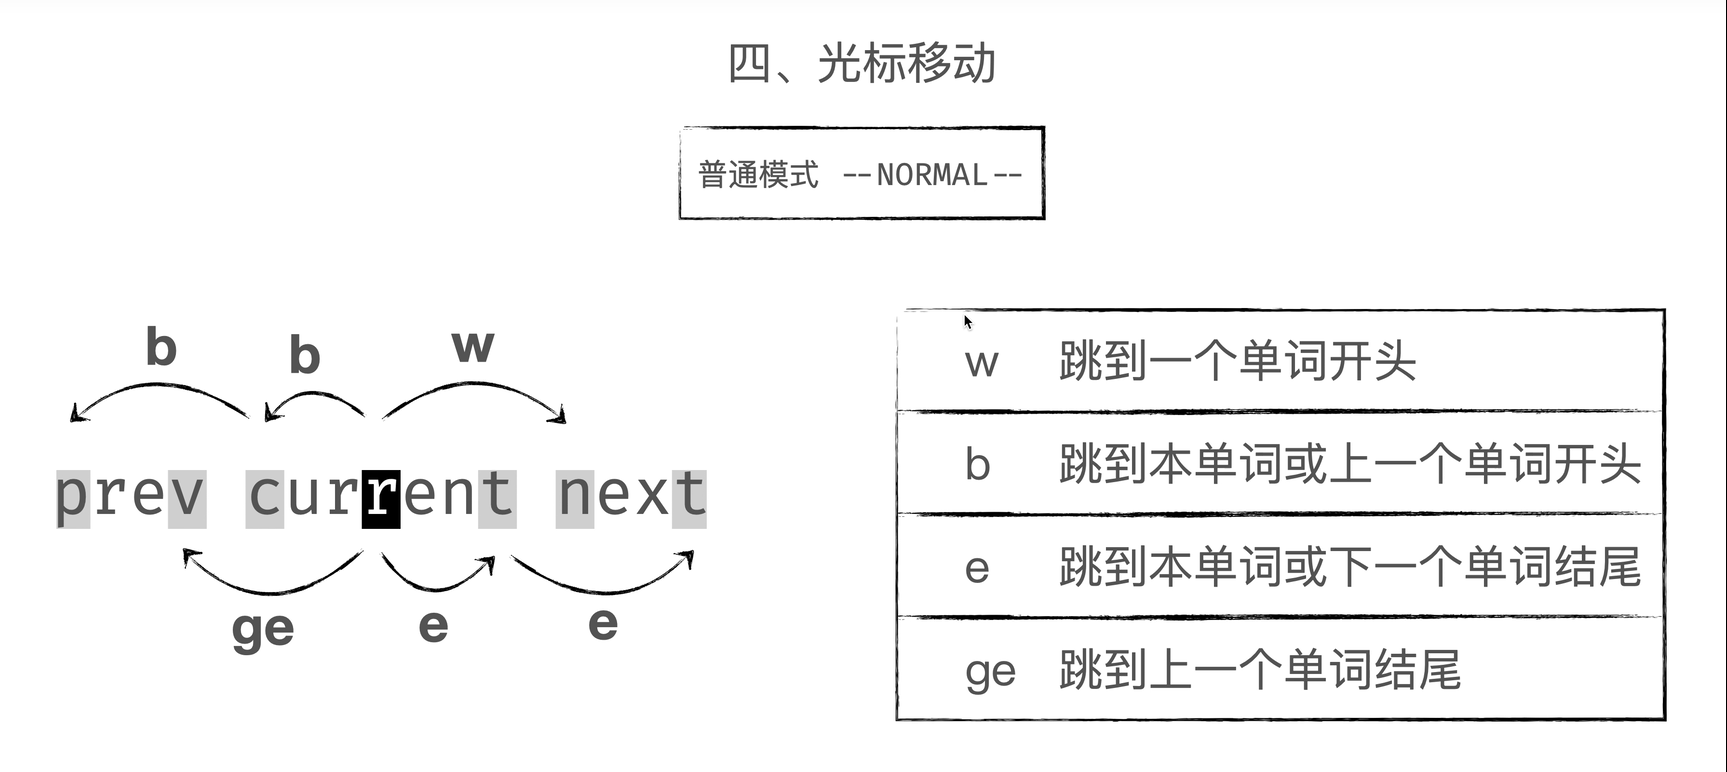 四、光标移动
普通模式 --NORMAL--
b b w
prev current next
ge e e
w 跳到一个单词开头
b 跳到本单词或上一个单词开头
e 跳到本单词或下一个单词结尾
ge 跳到上一个单词结尾